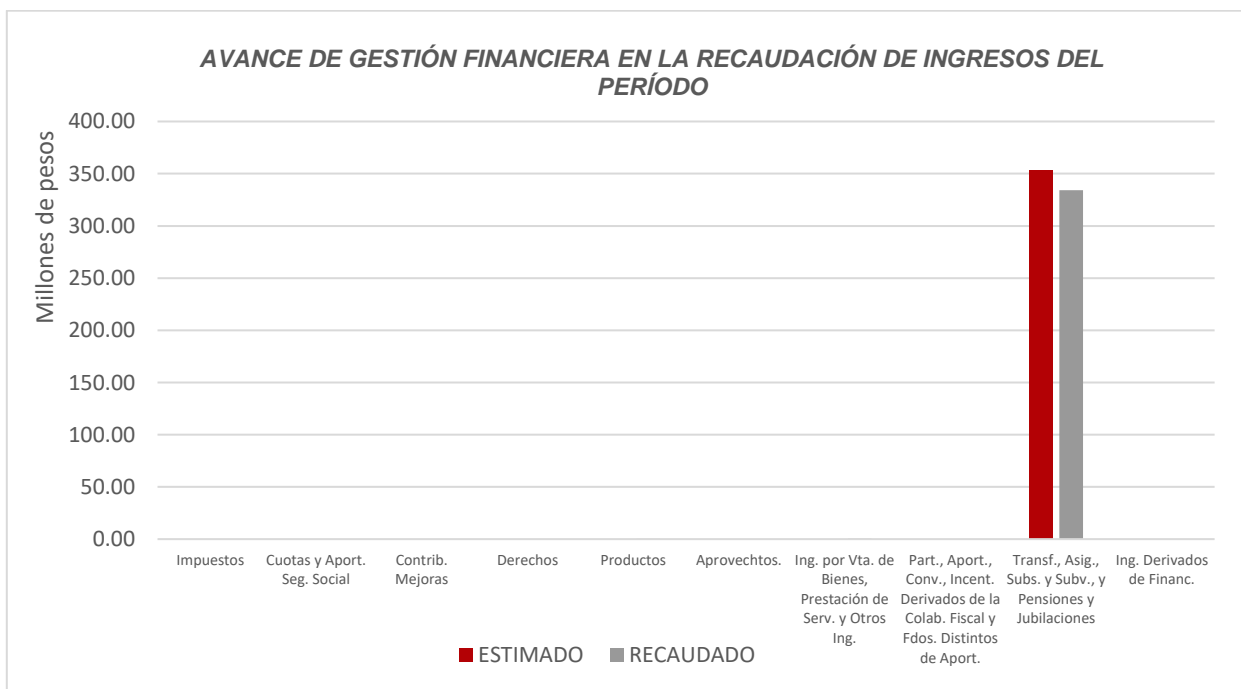 AVANCE DE GESTIÓN FINANCIERA EN LA RECAUDACIÓN DE INGRESOS DEL
PERÍODO
Millones de pesos
400.00
350.00
300.00
250.00
200.00
150.00
100.00
50.00
0.00
Impuestos
Cuotas y Aport.
Seg. Social
Contrib.
Mejoras
Derechos
Productos
Aprovechtos.
Ing. por Vta. de
Bienes,
Prestación de
Serv. y Otros
Ing.
Part., Aport.,
Conv., Incent.
Derivados de la
Colab. Fiscal y
Fdos. Distintos
de Aport.
Transf., Asig.,
Subs. y Subv., y
Pensiones y
Jubilaciones
Ing. Derivados
de Financ.
ESTIMADO
RECAUDADO